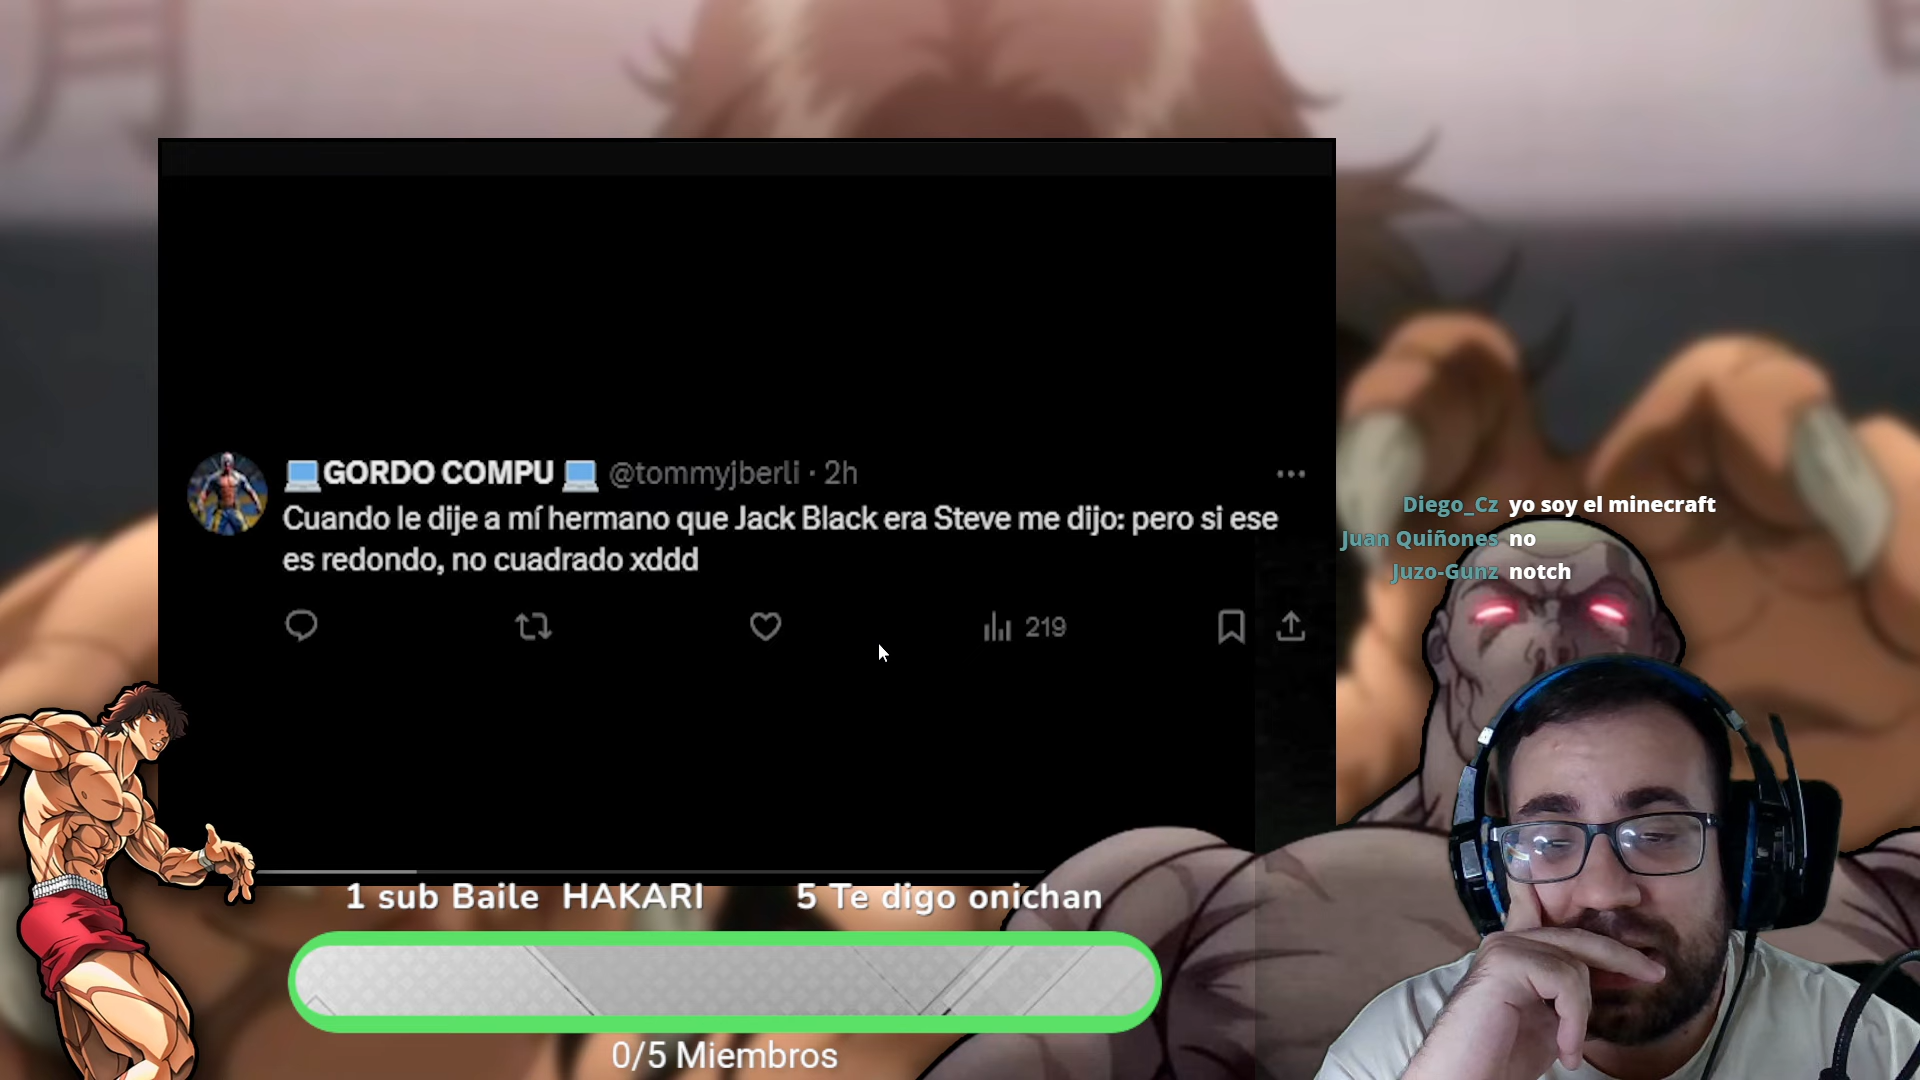 GORDO COMPU @tommyjberli · 2h
Cuando le dije a mí hermano que Jack Black era Steve me dijo: pero si ese
es redondo, no cuadrado xddd
219
Diego_Cz yo soy el minecraft
Juan Quiñones no
Juzo-Gunz notch
1 sub Baile HAKARI 5 Te digo onichan
0/5 Miembros